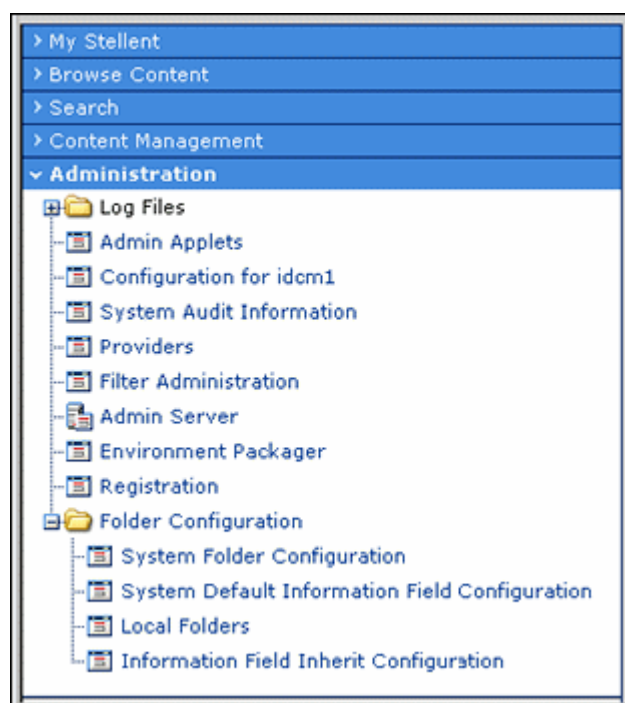 My Stellent
Browse Content
Search
Content Management
Administration
Log Files
Admin Applets
Configuration for idcm1
System Audit Information
Providers
Filter Administration
Admin Server
Environment Packager
Registration
Folder Configuration
System Folder Configuration
System Default Information Field Configuration
Local Folders
Information Field Inherit Configuration